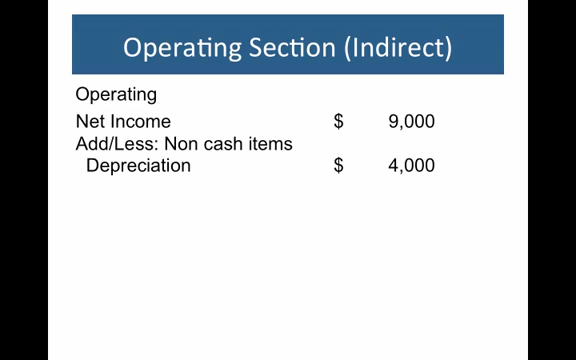 Operating Section (Indirect)
Operating
Net Income $ 9,000
Add/Less: Non cash items
Depreciation $ 4,000